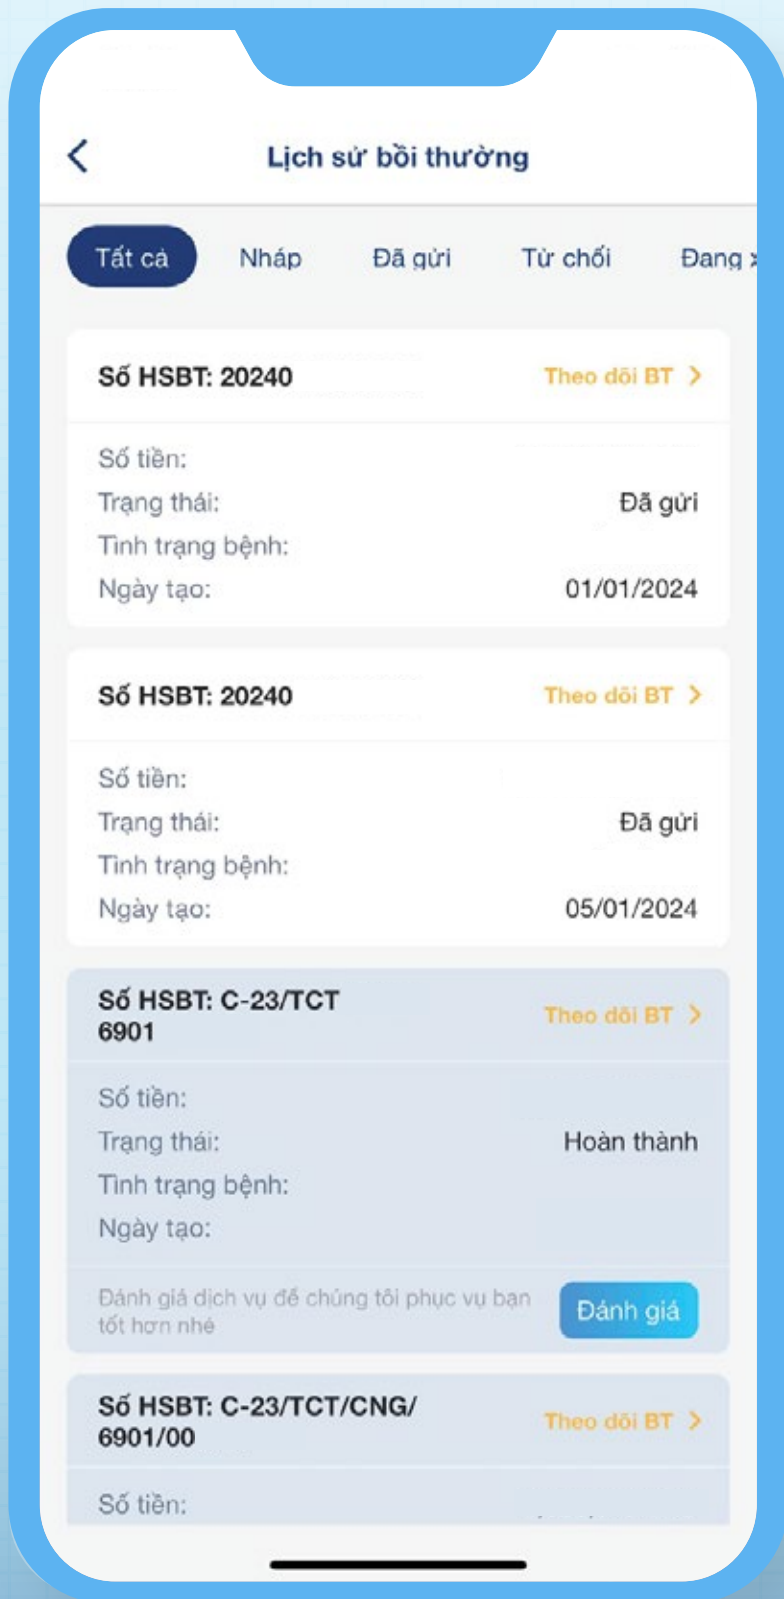 Lịch sử bồi thường
Tất cả Nháp Đã gửi Từ chối Đang
Số HSBT: 20240 Theo dõi BT
Số tiền:
Trạng thái: Đã gửi
Tình trạng bệnh:
Ngày tạo: 01/01/2024
Số HSBT: 20240 Theo dõi BT
Số tiền:
Trạng thái: Đã gửi
Tình trạng bệnh:
Ngày tạo: 05/01/2024
Số HSBT: C-23/TCT Theo dõi BT
6901
Số tiền:
Trạng thái: Hoàn thành
Tình trạng bệnh:
Ngày tạo:
Đánh giá dịch vụ để chúng tôi phục vụ bạn
tốt hơn nhé
Đánh giá
Số HSBT: C-23/TCT/CNG/ Theo dõi BT
6901/00
Số tiền: